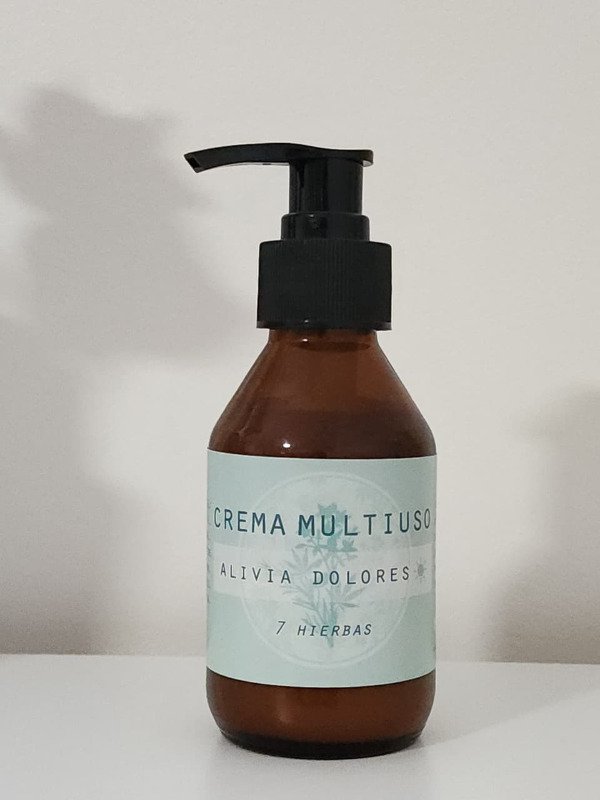 CREMA MULTIUSO
ALIVIA DOLORES
7 HIERBAS